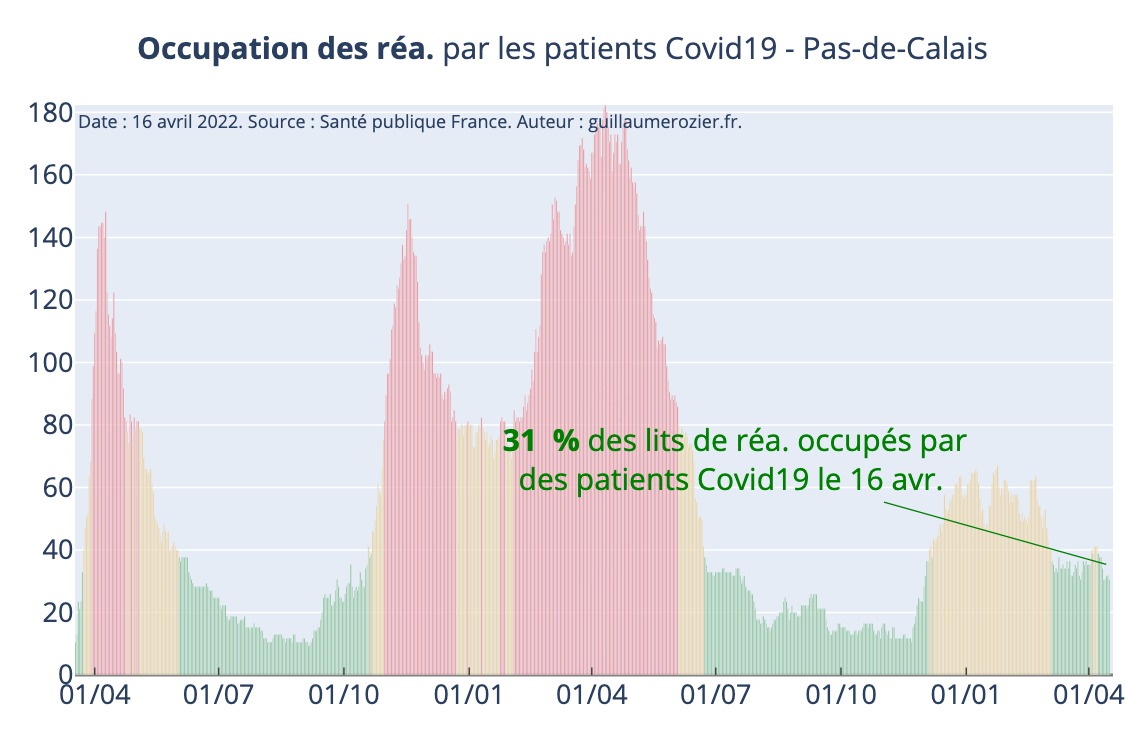 Occupation des réa. par les patients Covid19 - Pas-de-Calais
180
Date : 16 avril 2022. Source : Santé publique France. Auteur : guillaumerozier.fr.
160
140
120
100
80
31 % des lits de réa. occupés par
des patients Covid19 le 16 avr.
60
40
20
0
01/04 01/07 01/10 01/01 01/04 01/07 01/10 01/01 01/04